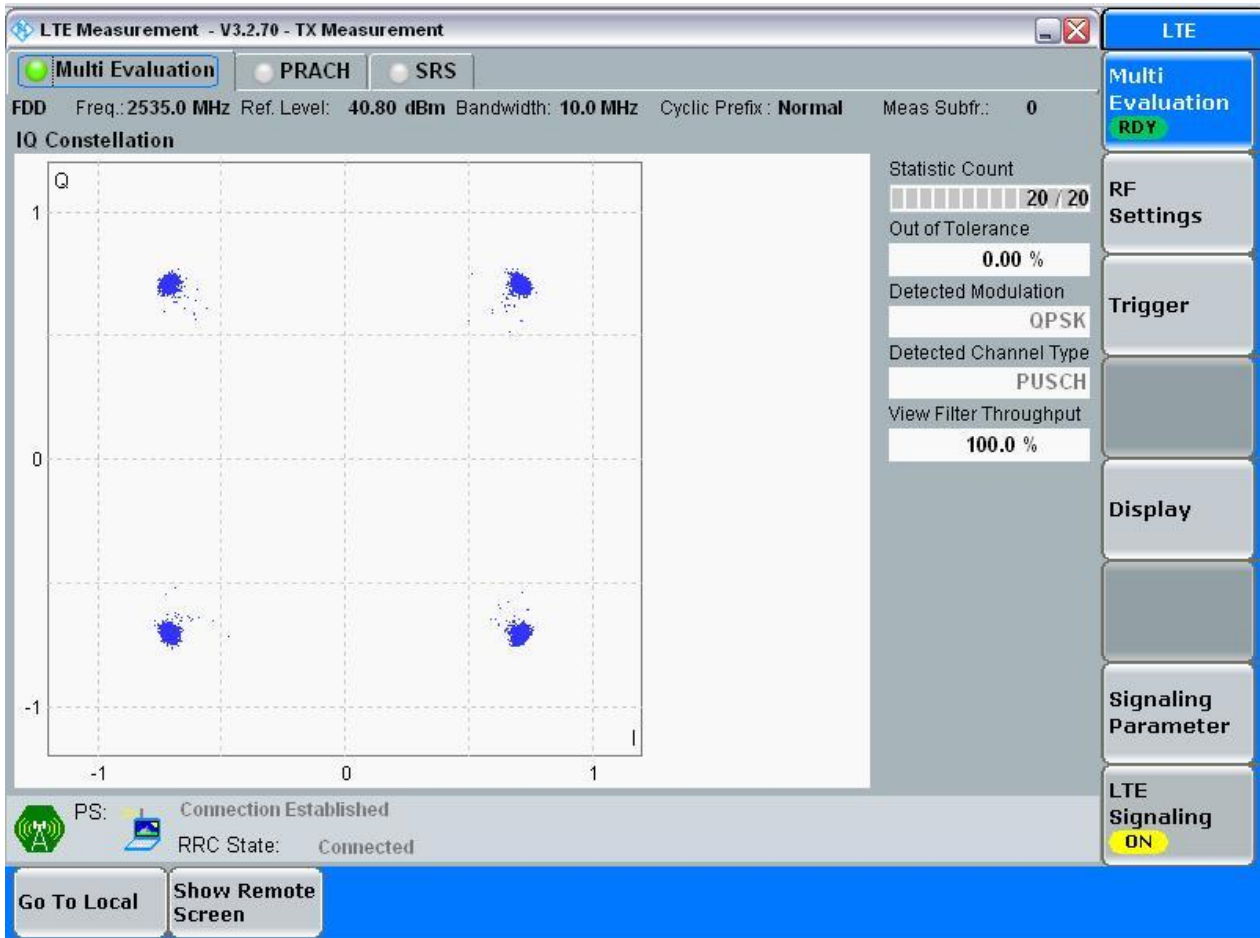 LTE Measurement - V3.2.70 - TX Measurement
LTE
Multi Evaluation PRACH SRS
FDD Freq.: 2535.0 MHz Ref. Level: 40.80 dBm Bandwidth: 10.0 MHz Cyclic Prefix : Normal Meas Subfr.: 0
IQ Constellation
Q
1
0
-1
I
-1 0 1
Statistic Count
20 / 20
Out of Tolerance
0.00 %
Detected Modulation
QPSK
Detected Channel Type
PUSCH
View Filter Throughput
100.0 %
Multi
Evaluation
RDY
RF
Settings
Trigger
Display
Signaling
Parameter
LTE
Signaling
ON
PS: Connection Established
RRC State: Connected
Go To Local
Show Remote
Screen